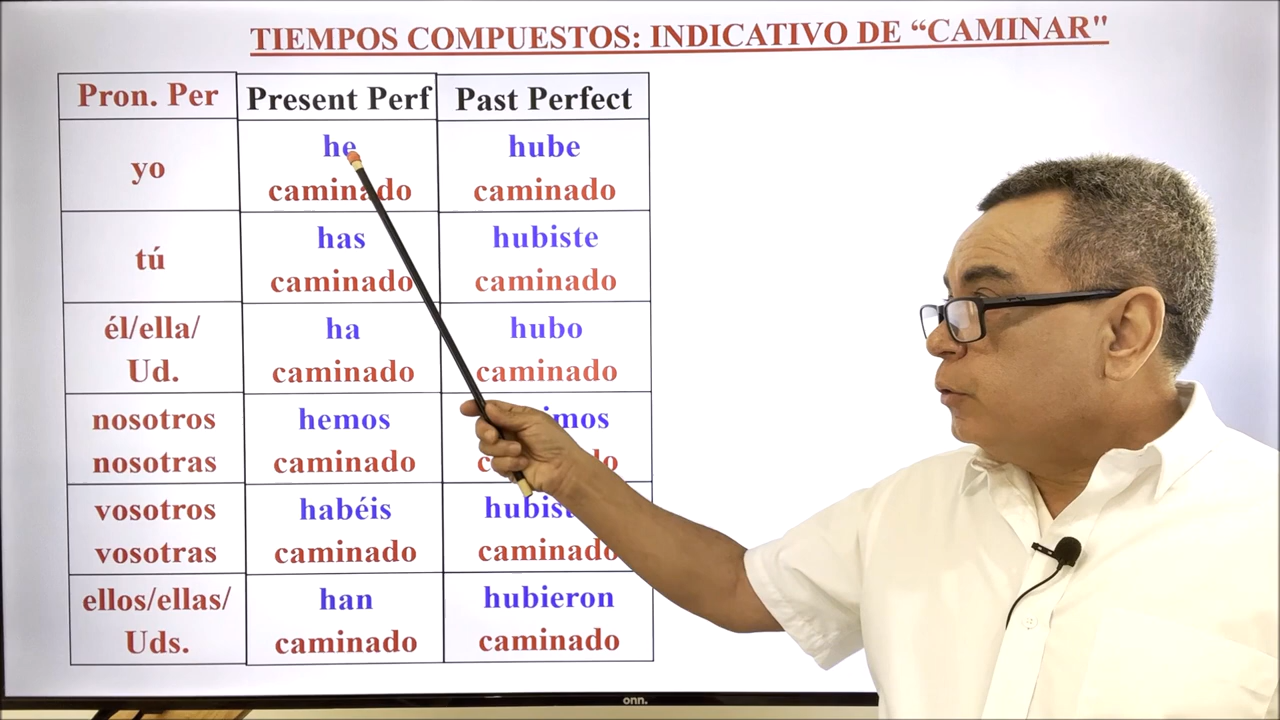 TIEMPOS COMPUESTOS: INDICATIVO DE “CAMINAR"
Pron. Per Present Perf Past Perfect
yo he caminado hube caminado
tú has caminado hubiste caminado
él/ella/ Ud. ha caminado hubo caminado
nosotros nosotras hemos caminado
vosotros vosotras habéis caminado caminado
ellos/ellas/ Uds. han caminado hubieron caminado
onn.